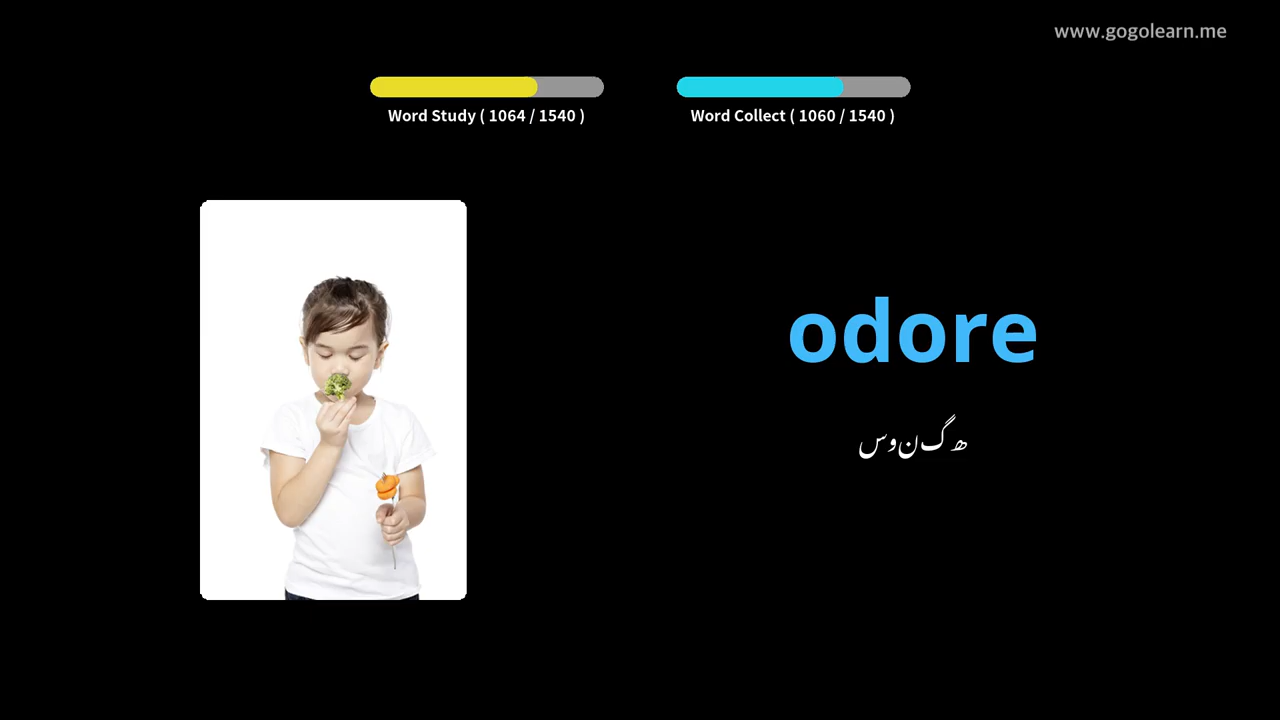 www.gogolearn.me
Word Study ( 1064 / 1540 )
Word Collect ( 1060 / 1540 )
odore
ھ گ ن و س